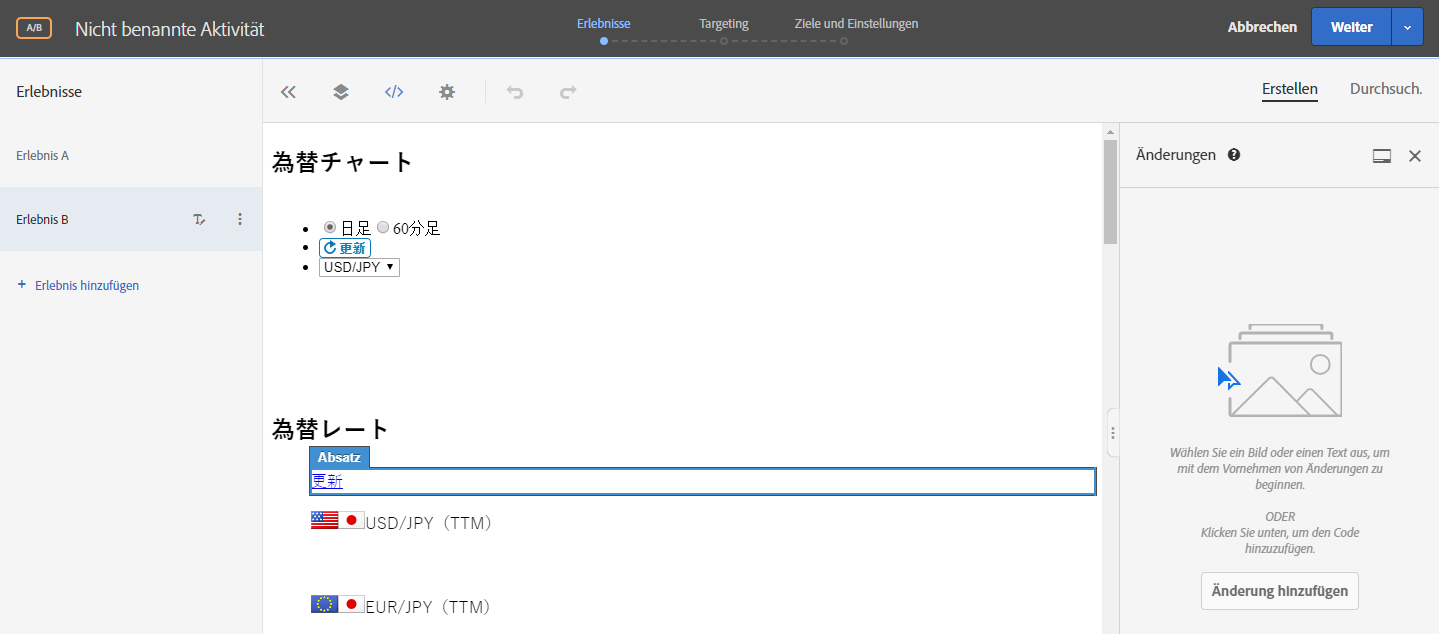 A/B
Nicht benannte Aktivität
Erlebnisse
Targeting
Ziele und Einstellungen
Abbrechen
Weiter
Erlebnisse
Erlebnis A
Erlebnis B
+ Erlebnis hinzufügen
Erstellen
Durchsuch.
為替チャート
日足 60分足
更新
USD/JPY
為替レート
Absatz
更新
USD/JPY（TTM）
EUR/JPY（TTM）
Änderungen
Wählen Sie ein Bild oder einen Text aus, um
mit dem Vornehmen von Änderungen zu
beginnen.
ODER
Klicken Sie unten, um den Code
hinzuzufügen.
Änderung hinzufügen